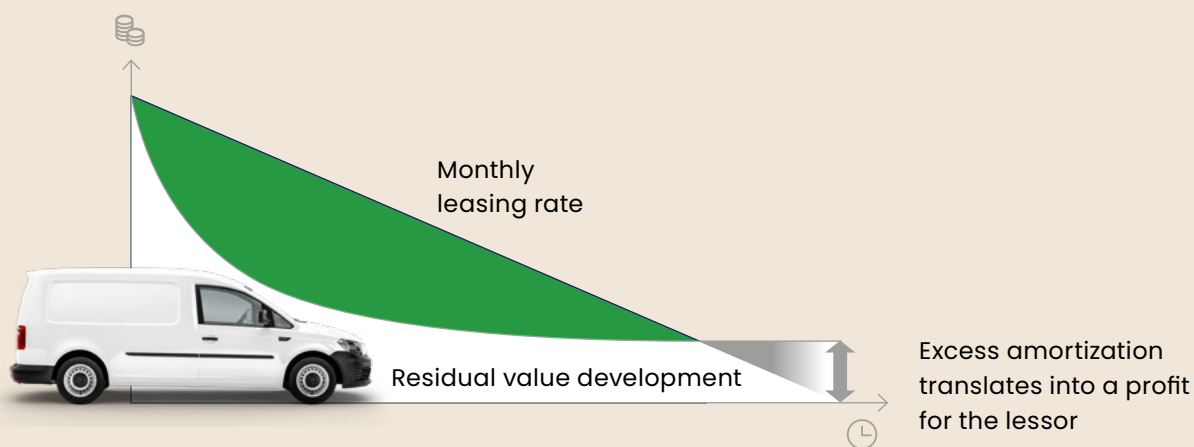 Monthly
leasing rate
Residual value development
Excess amortization
translates into a profit
for the lessor